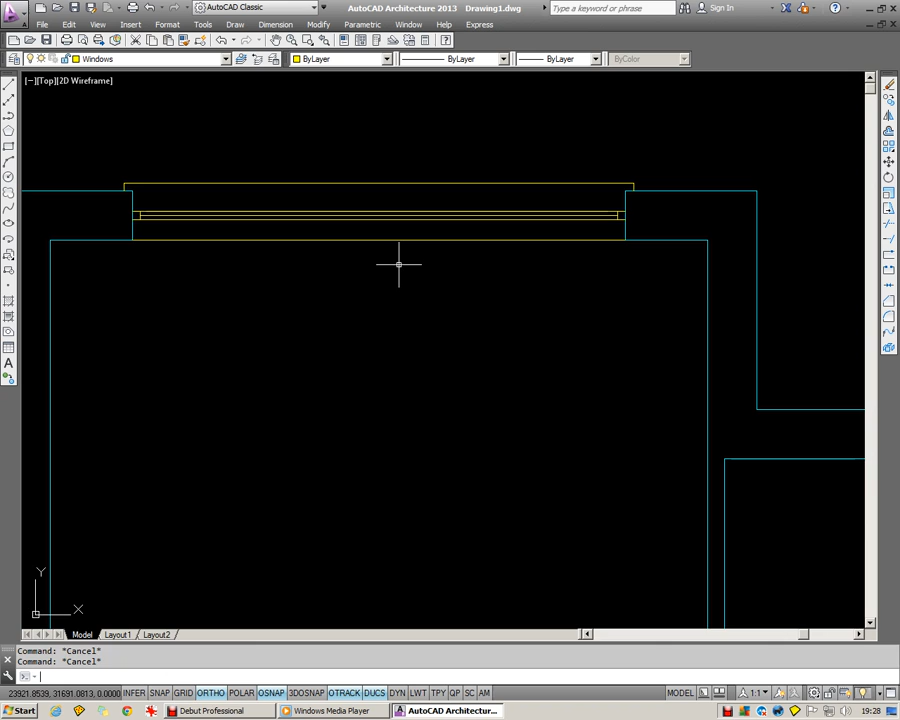 AutoCAD Classic
AutoCAD Architecture 2013 Drawing1.dwg
Type a keyword or phrase
Sign In
File Edit View Insert Format Tools Draw Dimension Modify Parametric Window Help Express
Windows ByLayer ByLayer ByLayer ByColor
[−][Top][2D Wireframe]
A
Y
X
Model Layout1 Layout2
Command: *Cancel*
Command: *Cancel*
23921.8539, 31691.0813, 0.0000 INFER SNAP GRID ORTHO POLAR OSNAP 3DOSNAP OTRACK DUCS DYN LWT TPY QP SC AM MODEL 1:1
Start Debut Professional Windows Media Player AutoCAD Architectur... 19:28